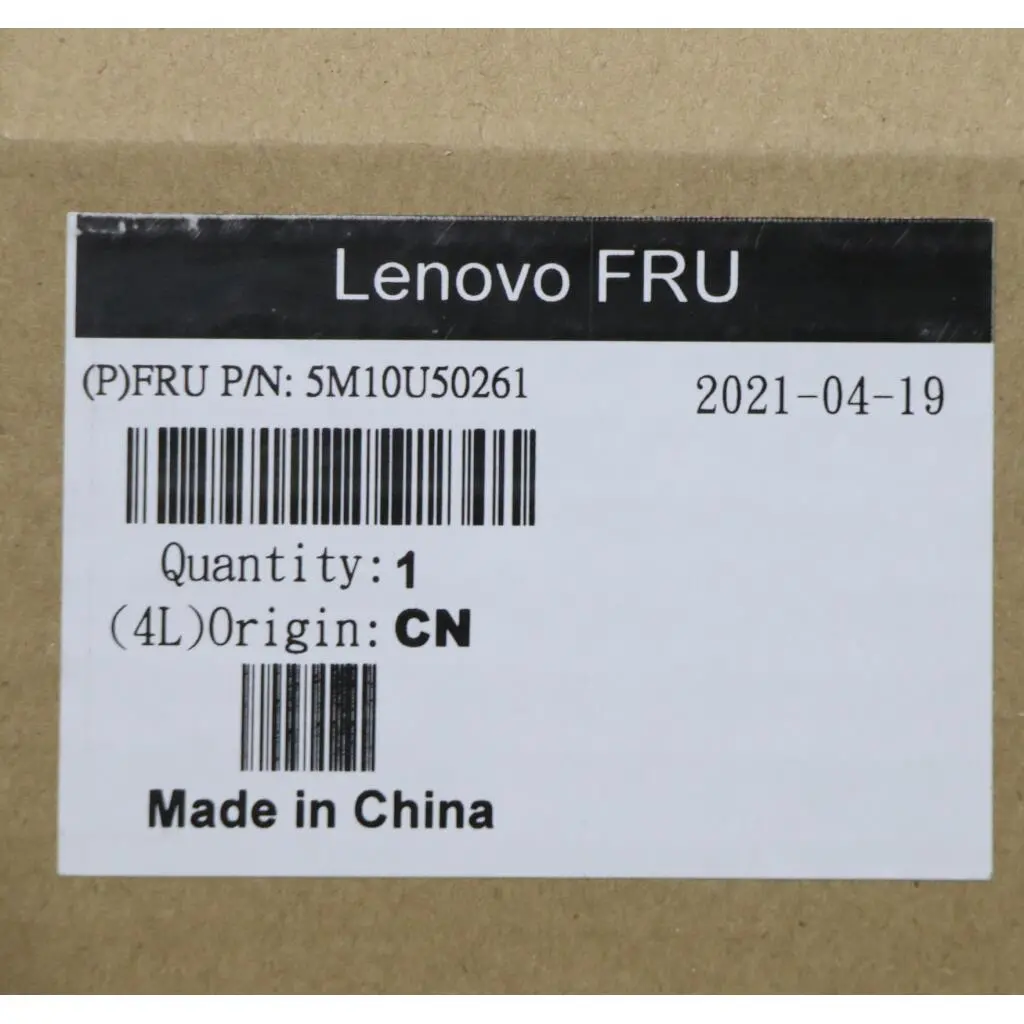 Lenovo FRU
(P)FRU P/N: 5M10U50261
2021-04-19
Quantity: 1
(4L)Origin: CN
Made in China